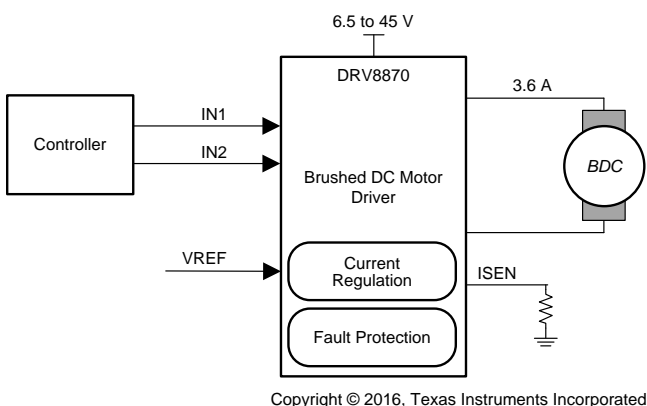 6.5 to 45 V
DRV8870
3.6 A
Controller
IN1
IN2
BDC
Brushed DC Motor
Driver
VREF
Current
Regulation
ISEN
Fault Protection
Copyright © 2016, Texas Instruments Incorporated